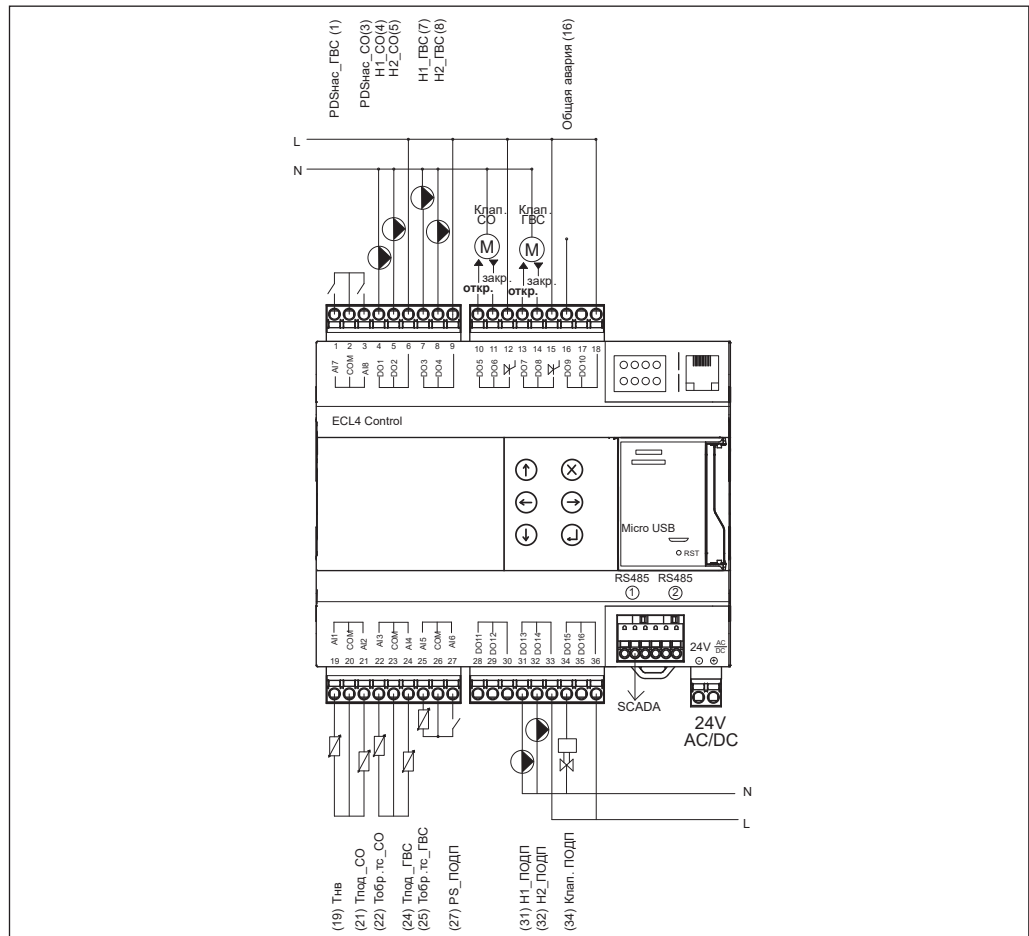 PDSнас_ГВС (1)
PDSнас_СО(3)
Н1_СО(4)
Н2_СО(5)
Н1_ГВС(7)
Н2_ГВС(8)
Общая авария (16)
L
N
Клап. СО
Клап. ГВС
M
M
откр.
закр.
откр.
закр.
1 2 3 4 5 6 7 8 9
10 11 12 13 14 15 16 17 18
AI7 COM AI8 DO1 DO2 DO3 DO4
DO5 DO6 DO7 DO8 DO9 DO10
ECL4 Control
Micro USB
RST
RS485 RS485
1 2
AI1 COM AI2 AI3 COM AI4 AI5 COM AI6
DO11 DO12 DO13 DO14 DO15 DO16
19 20 21 22 23 24 25 26 27
28 29 30 31 32 33 34 35 36
24V AC DC
- +
SCADA
24V
AC/DC
N
L
(19) Тнв
(21) Тпод_СО
(22) Тобр.тс_СО
(24) Тпод_ГВС
(25) Тобр.тс_ГВС
(27) PS_ПОДП
(31) Н1_ПОДП
(32) Н2_ПОДП
(34) Клап. ПОДП